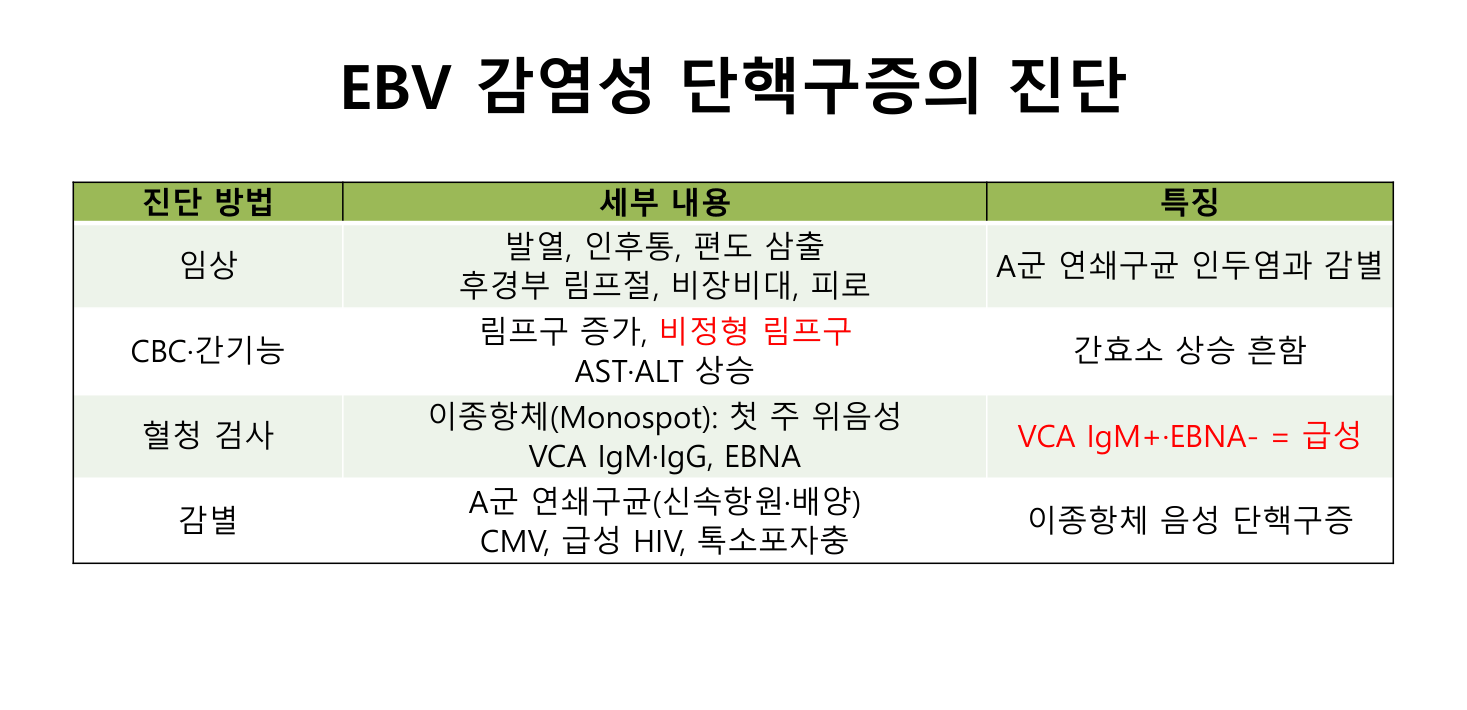 EBV 감염성 단핵구증의 진단
진단 방법
세부 내용
특징
임상
발열, 인후통, 편도 삼출
후경부 림프절, 비장비대, 피로
A군 연쇄구균 인두염과 감별
CBC·간기능
림프구 증가, 비정형 림프구
AST·ALT 상승
간효소 상승 흔함
혈청 검사
이종항체(Monospot): 첫 주 위음성
VCA IgM·IgG, EBNA
VCA IgM+·EBNA- = 급성
감별
A군 연쇄구균(신속항원·배양)
CMV, 급성 HIV, 톡소포자충
이종항체 음성 단핵구증